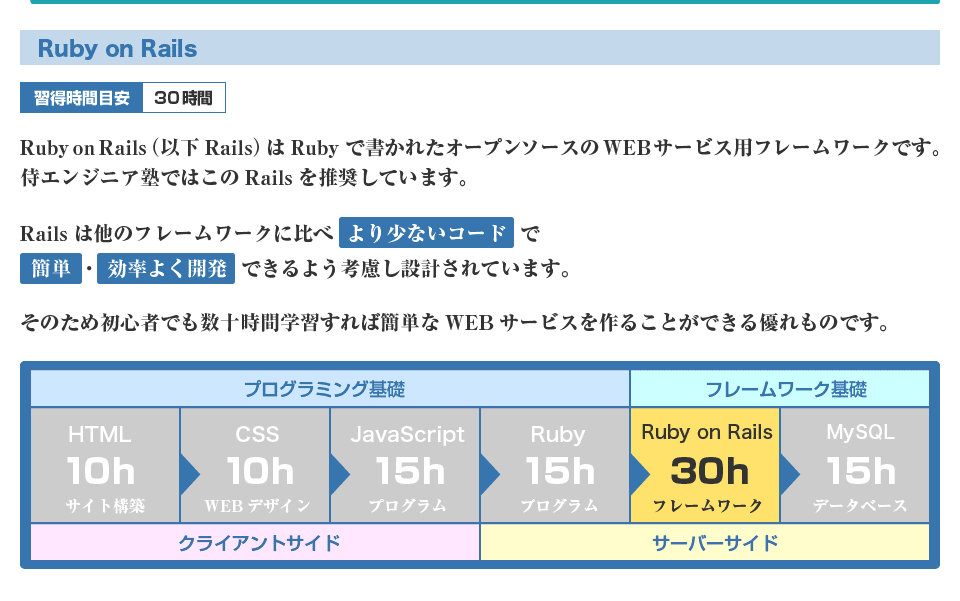 Ruby on Rails
習得時間目安 30時間
Ruby on Rails（以下 Rails）は Ruby で書かれたオープンソースの WEBサービス用フレームワークです。
侍エンジニア塾ではこの Rails を推奨しています。
Rails は他のフレームワークに比べ より少ないコード で
簡単・効率よく開発 できるよう考慮し設計されています。
そのため初心者でも数十時間学習すれば簡単な WEB サービスを作ることができる優れものです。
プログラミング基礎 フレームワーク基礎
HTML CSS JavaScript Ruby Ruby on Rails MySQL
10h 10h 15h 15h 30h 15h
サイト構築 WEB デザイン プログラム プログラム フレームワーク データベース
クライアントサイド サーバーサイド